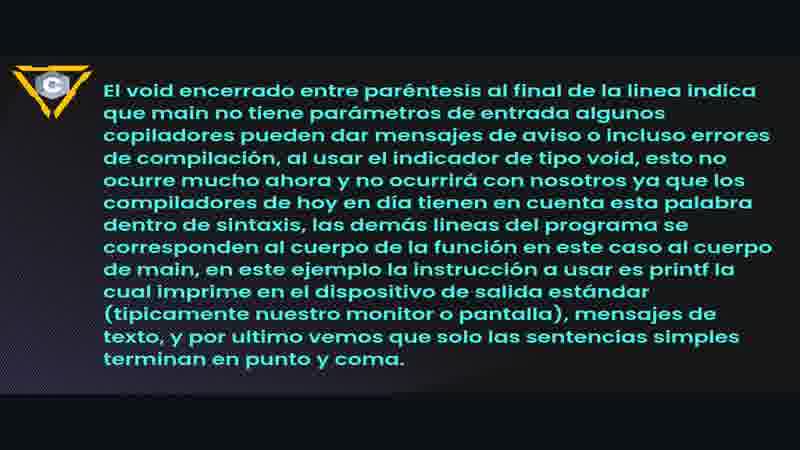 C
El void encerrado entre paréntesis al final de la linea indica
que main no tiene parámetros de entrada algunos
copiladores pueden dar mensajes de aviso o incluso errores
de compilación, al usar el indicador de tipo void, esto no
ocurre mucho ahora y no ocurrirá con nosotros ya que los
compiladores de hoy en día tienen en cuenta esta palabra
dentro de sintaxis, las demás lineas del programa se
corresponden al cuerpo de la función en este caso al cuerpo
de main, en este ejemplo la instrucción a usar es printf la
cual imprime en el dispositivo de salida estándar
(tipicamente nuestro monitor o pantalla), mensajes de
texto, y por ultimo vemos que solo las sentencias simples
terminan en punto y coma.